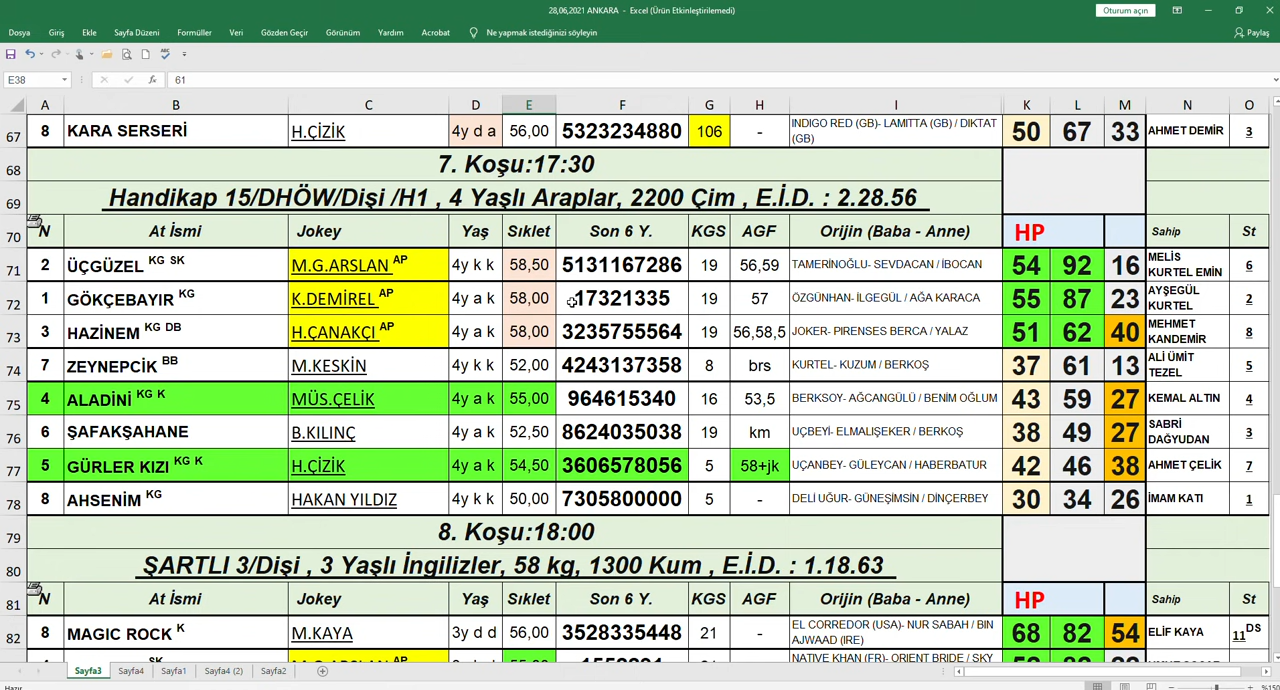 28,06,2021 ANKARA - Excel (Ürün Etkinleştirilemedi)
Oturum açın
Dosya Giriş Ekle Sayfa Düzeni Formüller Veri Gözden Geçir Görünüm Yardım Acrobat Ne yapmak istediğinizi söyleyin Paylaş
E38 fx 61
A B C D E F G H I K L M N O
67 8 KARA SERSERİ H.ÇİZİK 4y d a 56,00 5323234880 106 - INDIGO RED (GB)- LAMITTA (GB) / DIKTAT (GB) 50 67 33 AHMET DEMİR 3
68 7. Koşu:17:30
69 Handikap 15/DHÖW/Dişi /H1 , 4 Yaşlı Araplar, 2200 Çim , E.İ.D. : 2.28.56
70 N At İsmi Jokey Yaş Sıklet Son 6 Y. KGS AGF Orijin (Baba - Anne) HP Sahip St
71 2 ÜÇGÜZEL KG SK M.G.ARSLAN AP 4y k k 58,50 5131167286 19 56,59 TAMERİNOĞLU- SEVDACAN / İBOCAN 54 92 16 MELİS KURTEL EMİN 6
72 1 GÖKÇEBAYIR KG K.DEMİREL AP 4y a k 58,00 17321335 19 57 ÖZGÜNHAN- İLGEGÜL / AĞA KARACA 55 87 23 AYŞEGÜL KURTEL 2
73 3 HAZİNEM KG DB H.ÇANAKÇI AP 4y a k 58,00 3235755564 19 56,58,5 JOKER- PIRENSES BERCA / YALAZ 51 62 40 MEHMET KANDEMİR 8
74 7 ZEYNEPCİK BB M.KESKİN 4y k k 52,00 4243137358 8 brs KURTEL- KUZUM / BERKOŞ 37 61 13 ALİ ÜMİT TEZEL 5
75 4 ALADİNİ KG K MÜS.ÇELİK 4y a k 55,00 964615340 16 53,5 BERKSOY- AĞCANGÜLÜ / BENİM OĞLUM 43 59 27 KEMAL ALTIN 4
76 6 ŞAFAKŞAHANE B.KILINÇ 4y a k 52,50 8624035038 19 km UÇBEYİ- ELMALIŞEKER / BERKOŞ 38 49 27 SABRİ DAĞYUDAN 3
77 5 GÜRLER KIZI KG K H.ÇİZİK 4y a k 54,50 3606578056 5 58+jk UÇANBEY- GÜLEYCAN / HABERBATUR 42 46 38 AHMET ÇELİK 7
78 8 AHSENİM KG HAKAN YILDIZ 4y k k 50,00 7305800000 5 - DELİ UĞUR- GÜNEŞİMSİN / DİNÇERBEY 30 34 26 İMAM KATI 1
79 8. Koşu:18:00
80 ŞARTLI 3/Dişi , 3 Yaşlı İngilizler, 58 kg, 1300 Kum , E.İ.D. : 1.18.63
81 N At İsmi Jokey Yaş Sıklet Son 6 Y. KGS AGF Orijin (Baba - Anne) HP Sahip St
82 8 MAGIC ROCK K M.KAYA 3y d d 56,00 3528335448 21 - EL CORREDOR (USA)- NUR SABAH / BIN AJWAAD (IRE) 68 82 54 ELİF KAYA 11 DS
NATIVE KHAN (FR)- ORIENT BRIDE / SKY
Sayfa3 Sayfa4 Sayfa1 Sayfa4 (2) Sayfa2
Hazır